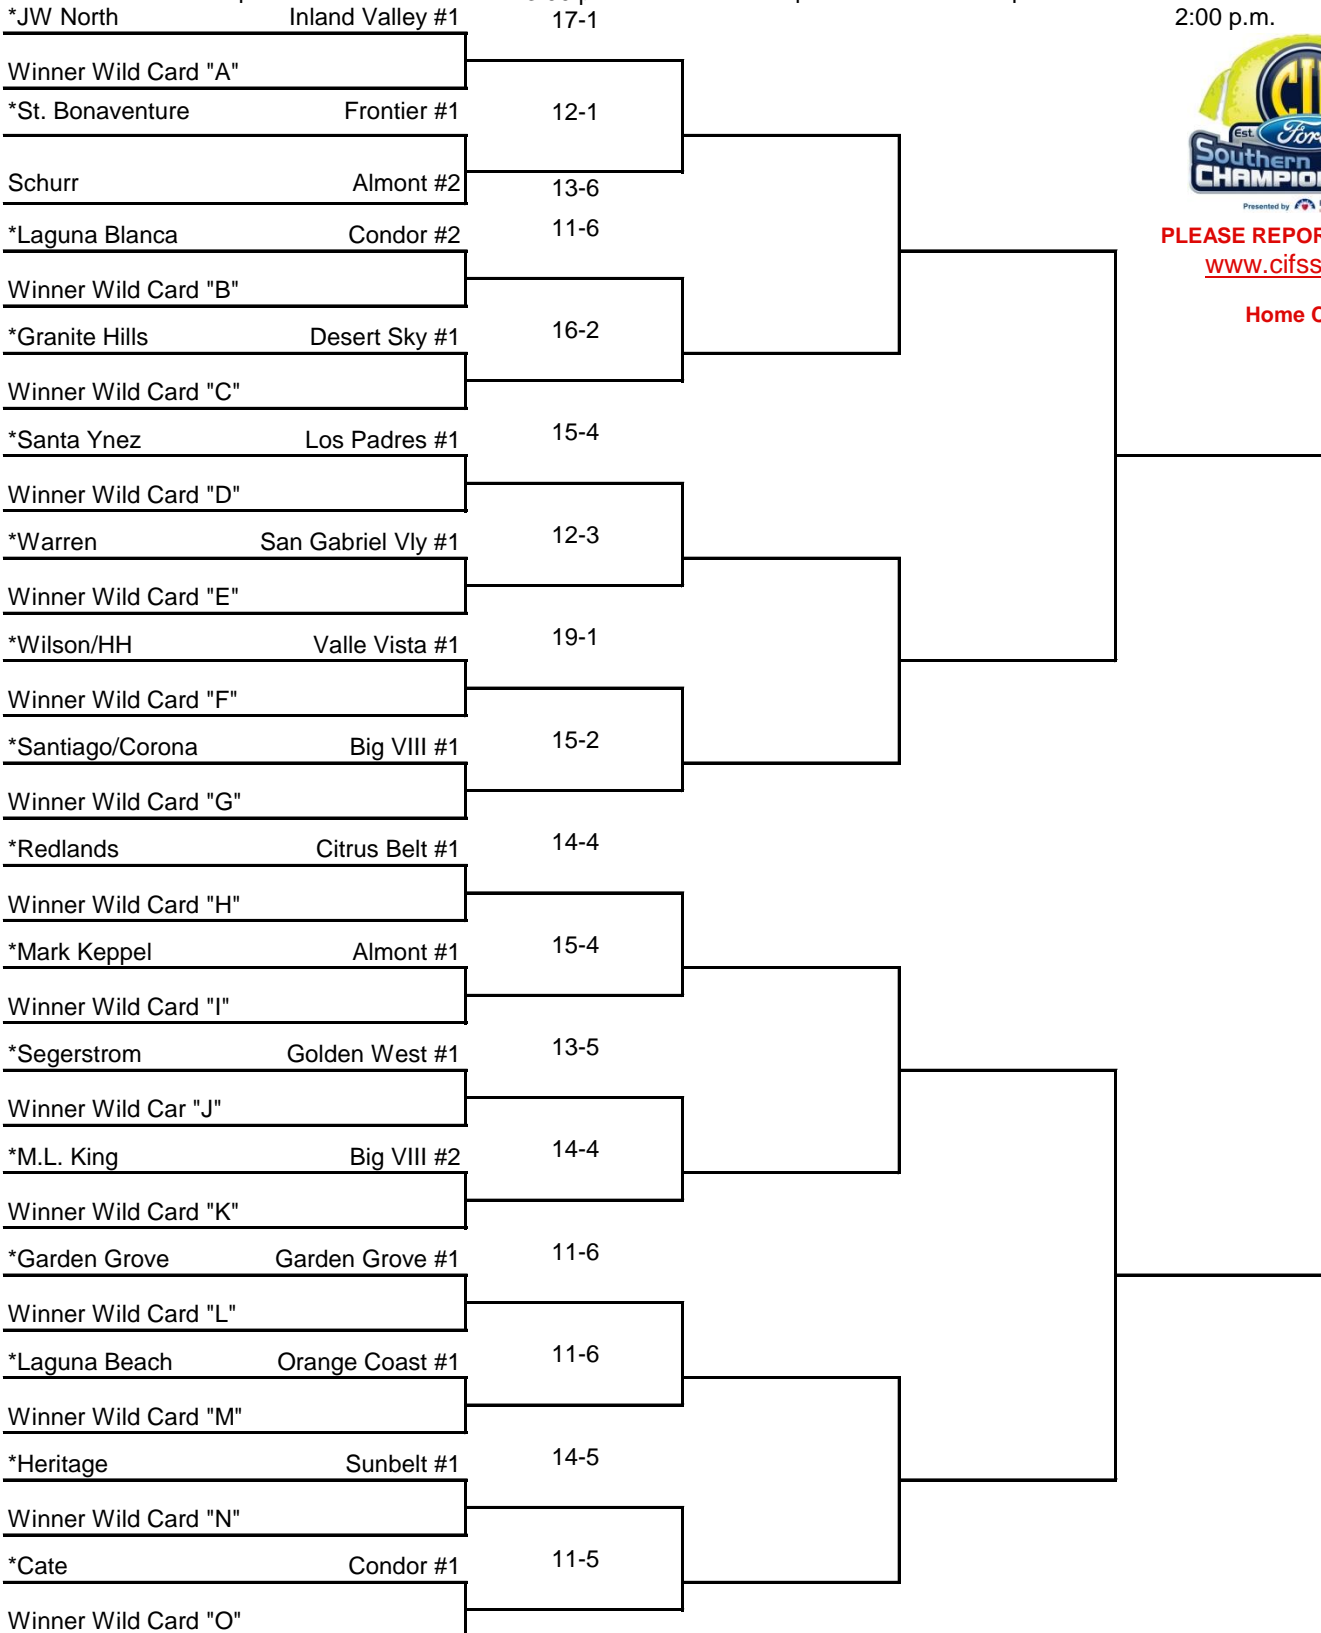 *JW North Inland Valley #1 17-1 2:00 p.m.
Winner Wild Card "A"
*St. Bonaventure Frontier #1 12-1
Est. Ford
Southern
Schurr Almont #2 13-6
Presented by
*Laguna Blanca Condor #2 11-6
PLEASE REPOR
www.cifss
Winner Wild Card "B"
Home C
*Granite Hills Desert Sky #1 16-2
Winner Wild Card "C"
*Santa Ynez Los Padres #1 15-4
Winner Wild Card "D"
*Warren San Gabriel Vly #1 12-3
Winner Wild Card "E"
*Wilson/HH Valle Vista #1 19-1
Winner Wild Card "F"
*Santiago/Corona Big VIII #1 15-2
Winner Wild Card "G"
*Redlands Citrus Belt #1 14-4
Winner Wild Card "H"
*Mark Keppel Almont #1 15-4
Winner Wild Card "I"
*Segerstrom Golden West #1 13-5
Winner Wild Car "J"
*M.L. King Big VIII #2 14-4
Winner Wild Card "K"
*Garden Grove Garden Grove #1 11-6
Winner Wild Card "L"
*Laguna Beach Orange Coast #1 11-6
Winner Wild Card "M"
*Heritage Sunbelt #1 14-5
Winner Wild Card "N"
*Cate Condor #1 11-5
Winner Wild Card "O"